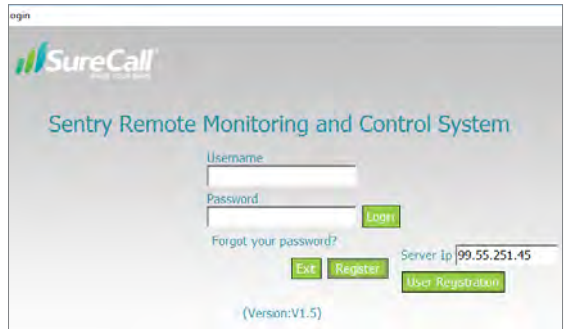 ogin
SureCall
Sentry Remote Monitoring and Control System
Username
Password
Login
Forgot your password?
Server Ip 99.55.251.45
Exit Register
User Registration
(Version:V1.5)